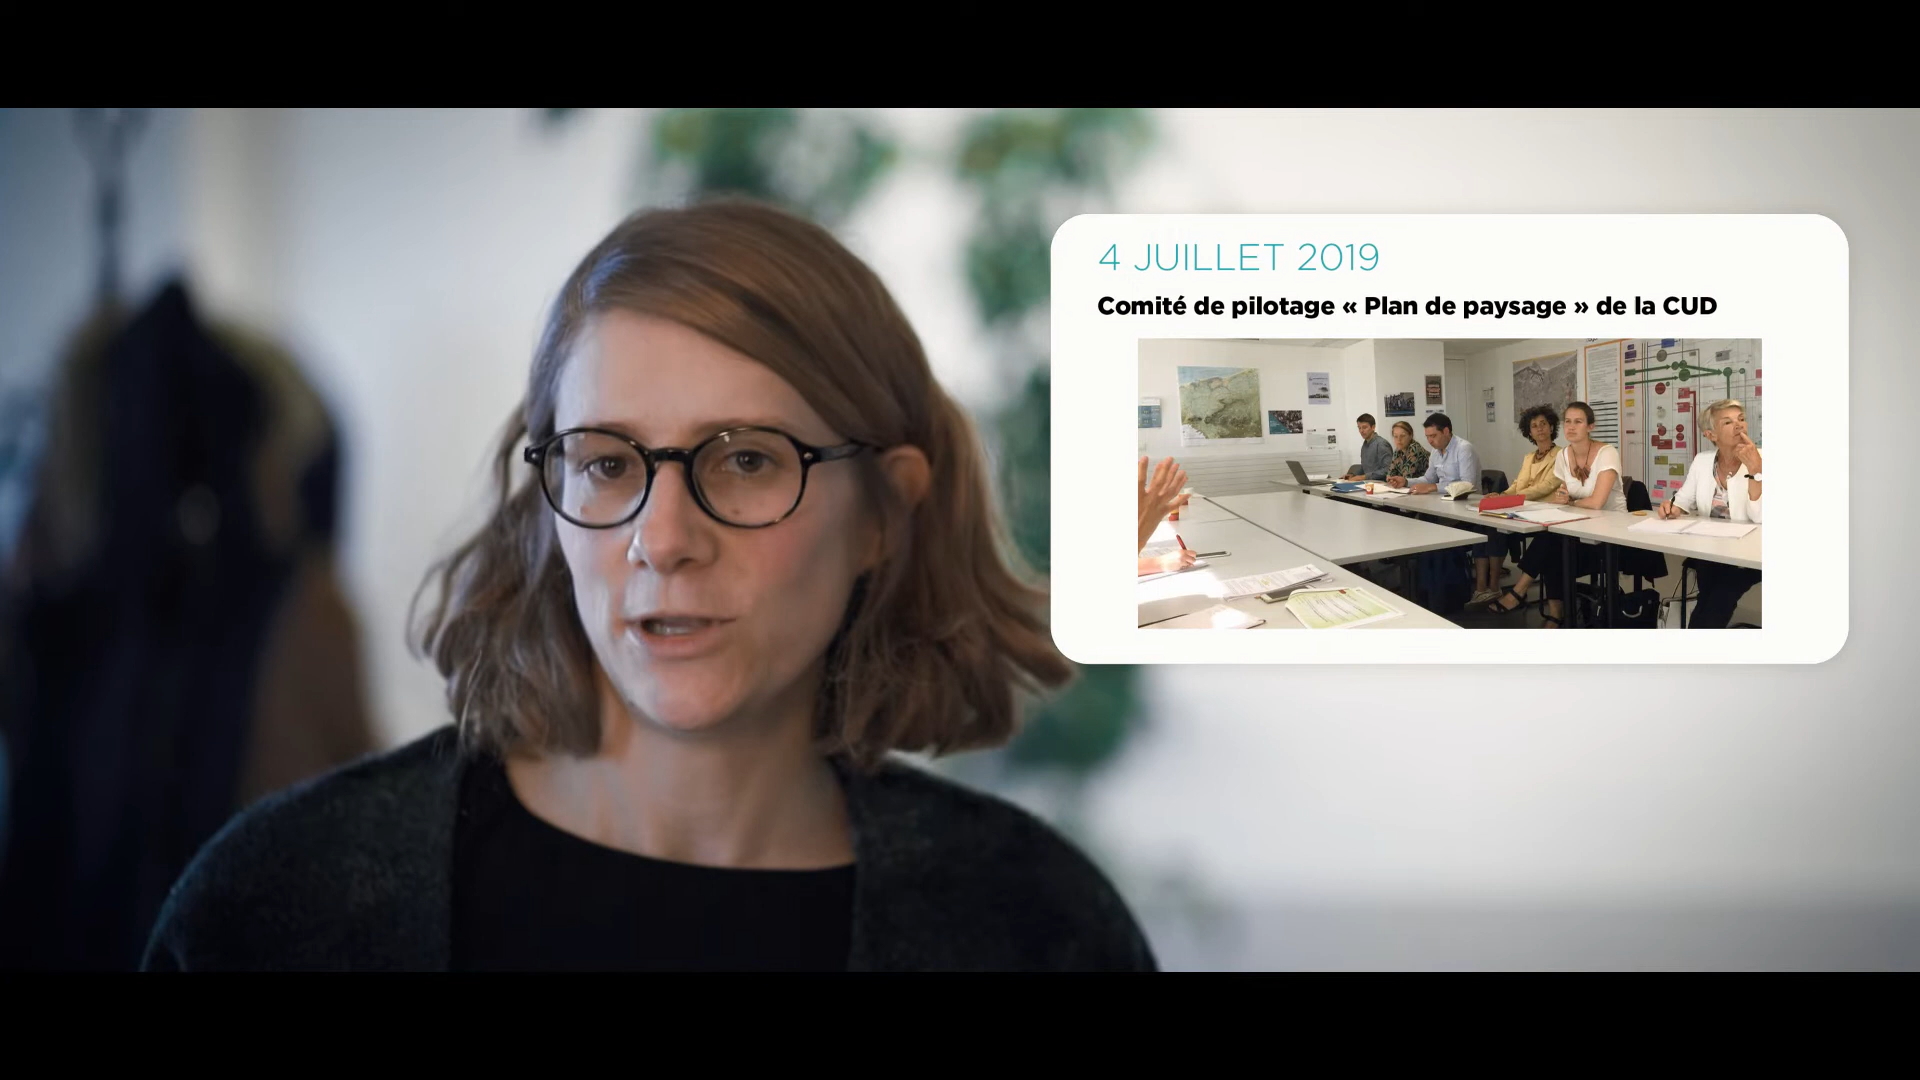 4 JUILLET 2019
Comité de pilotage « Plan de paysage » de la CUD